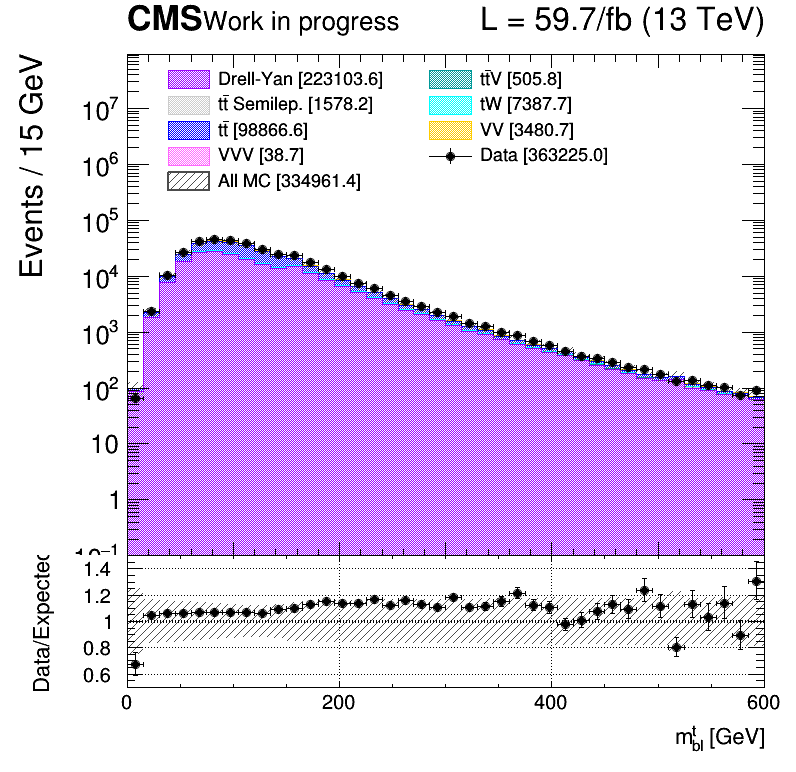 CMS Work in progress L = 59.7/fb (13 TeV)
Events / 15 GeV
Drell-Yan [223103.6]
tt̄ Semilep. [1578.2]
tt̄ [98866.6]
VVV [38.7]
All MC [334961.4]
tt̄V [505.8]
tW [7387.7]
VV [3480.7]
Data [363225.0]
10⁷
10⁶
10⁵
10⁴
10³
10²
10
1
10⁻¹
Data/Expected
1.4
1.2
1
0.8
0.6
0 200 400 600
m^t_bl [GeV]